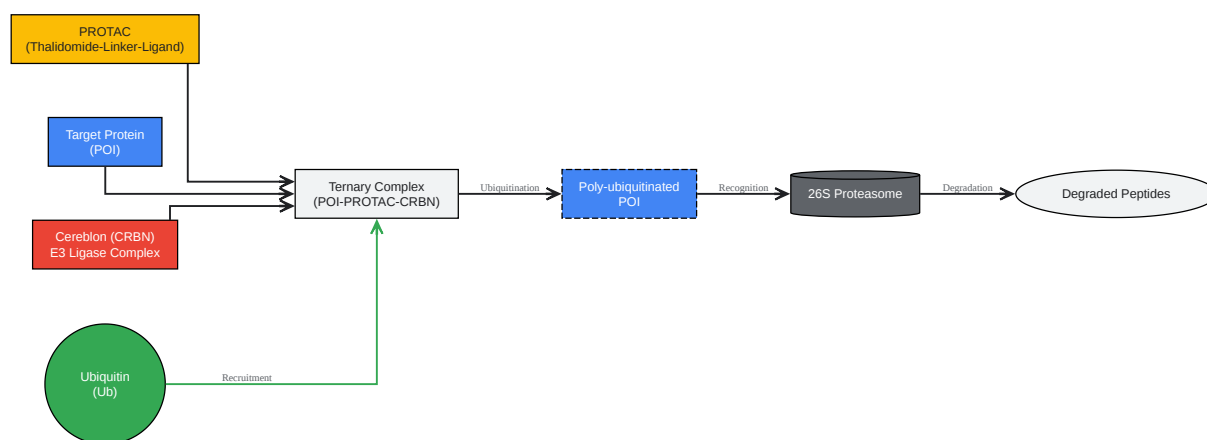 PROTAC
(Thalidomide-Linker-Ligand)
Target Protein
(POI)
Cereblon (CRBN)
E3 Ligase Complex
Ubiquitin
(Ub)
Recruitment
Ternary Complex
(POI-PROTAC-CRBN)
Ubiquitination
Poly-ubiquitinated
POI
Recognition
26S Proteasome
Degradation
Degraded Peptides